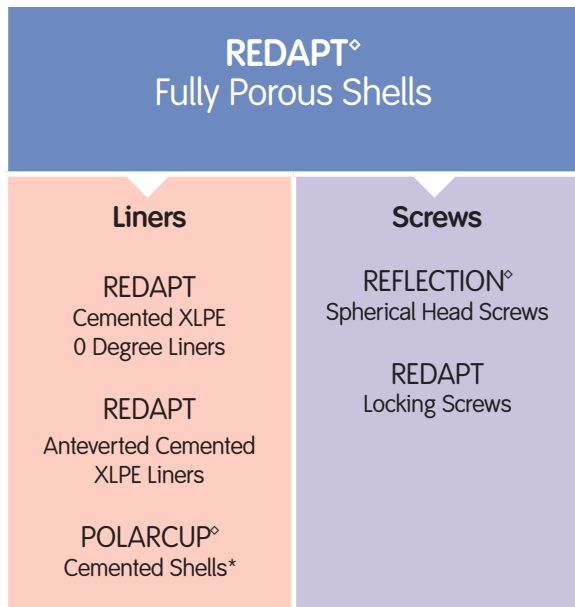 REDAPT◊
Fully Porous Shells
Liners
REDAPT
Cemented XLPE
0 Degree Liners
REDAPT
Anteverted Cemented
XLPE Liners
POLARCUP◊
Cemented Shells*
Screws
REFLECTION◊
Spherical Head Screws
REDAPT
Locking Screws